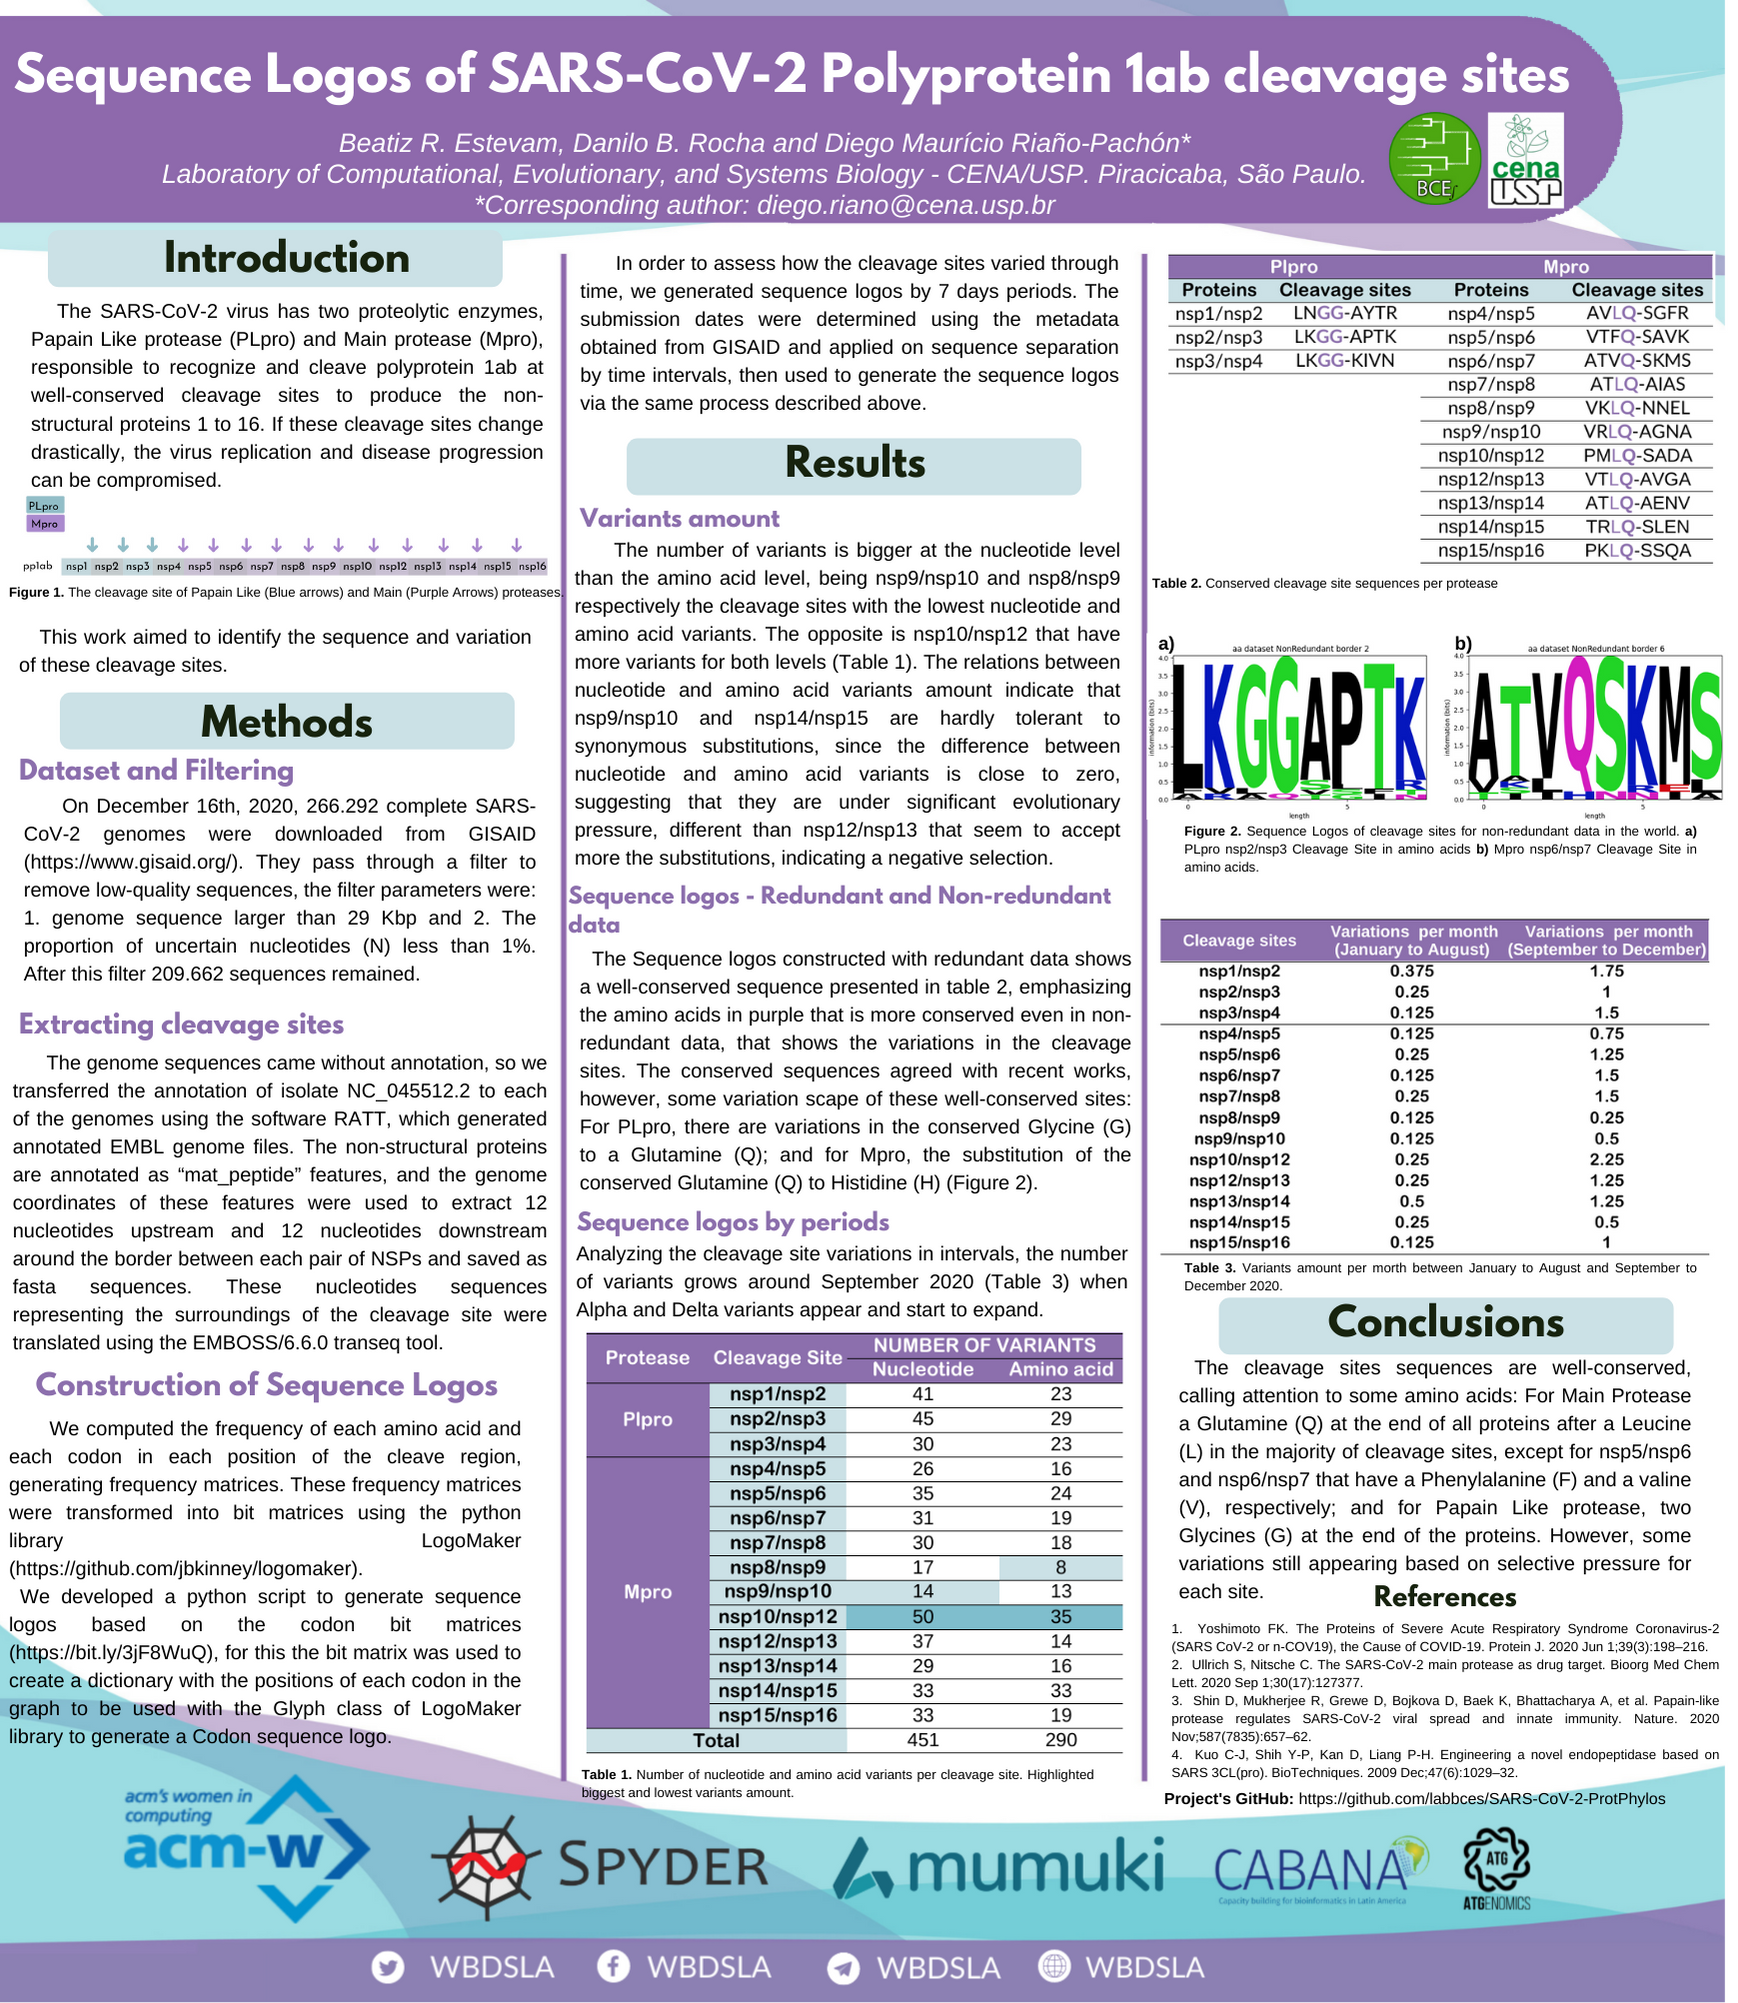 Sequence Logos of SARS-CoV-2 Polyprotein 1ab cleavage sites
Beatiz R. Estevam, Danilo B. Rocha and Diego Maurício Riaño-Pachón*
Laboratory of Computational, Evolutionary, and Systems Biology - CENA/USP. Piracicaba, São Paulo.
*Corresponding author: diego.riano@cena.usp.br
BCES
cena
USP
Introduction
The SARS-CoV-2 virus has two proteolytic enzymes,
Papain Like protease (PLpro) and Main protease (Mpro),
responsible to recognize and cleave polyprotein 1ab at
well-conserved cleavage sites to produce the non-
structural proteins 1 to 16. If these cleavage sites change
drastically, the virus replication and disease progression
can be compromised.
PLpro
Mpro
pp1ab nsp1 nsp2 nsp3 nsp4 nsp5 nsp6 nsp7 nsp8 nsp9 nsp10 nsp12 nsp13 nsp14 nsp15 nsp16
Figure 1. The cleavage site of Papain Like (Blue arrows) and Main (Purple Arrows) proteases.
This work aimed to identify the sequence and variation
of these cleavage sites.
Methods
Dataset and Filtering
On December 16th, 2020, 266.292 complete SARS-
CoV-2 genomes were downloaded from GISAID
(https://www.gisaid.org/). They pass through a filter to
remove low-quality sequences, the filter parameters were:
1. genome sequence larger than 29 Kbp and 2. The
proportion of uncertain nucleotides (N) less than 1%.
After this filter 209.662 sequences remained.
Extracting cleavage sites
The genome sequences came without annotation, so we
transferred the annotation of isolate NC_045512.2 to each
of the genomes using the software RATT, which generated
annotated EMBL genome files. The non-structural proteins
are annotated as “mat_peptide” features, and the genome
coordinates of these features were used to extract 12
nucleotides upstream and 12 nucleotides downstream
around the border between each pair of NSPs and saved as
fasta sequences. These nucleotides sequences
representing the surroundings of the cleavage site were
translated using the EMBOSS/6.6.0 transeq tool.
Construction of Sequence Logos
We computed the frequency of each amino acid and
each codon in each position of the cleave region,
generating frequency matrices. These frequency matrices
were transformed into bit matrices using the python
library LogoMaker
(https://github.com/jbkinney/logomaker).
We developed a python script to generate sequence
logos based on the codon bit matrices
(https://bit.ly/3jF8WuQ), for this the bit matrix was used to
create a dictionary with the positions of each codon in the
graph to be used with the Glyph class of LogoMaker
library to generate a Codon sequence logo.
In order to assess how the cleavage sites varied through
time, we generated sequence logos by 7 days periods. The
submission dates were determined using the metadata
obtained from GISAID and applied on sequence separation
by time intervals, then used to generate the sequence logos
via the same process described above.
Results
Variants amount
The number of variants is bigger at the nucleotide level
than the amino acid level, being nsp9/nsp10 and nsp8/nsp9
respectively the cleavage sites with the lowest nucleotide and
amino acid variants. The opposite is nsp10/nsp12 that have
more variants for both levels (Table 1). The relations between
nucleotide and amino acid variants amount indicate that
nsp9/nsp10 and nsp14/nsp15 are hardly tolerant to
synonymous substitutions, since the difference between
nucleotide and amino acid variants is close to zero,
suggesting that they are under significant evolutionary
pressure, different than nsp12/nsp13 that seem to accept
more the substitutions, indicating a negative selection.
Sequence logos - Redundant and Non-redundant
data
The Sequence logos constructed with redundant data shows
a well-conserved sequence presented in table 2, emphasizing
the amino acids in purple that is more conserved even in non-
redundant data, that shows the variations in the cleavage
sites. The conserved sequences agreed with recent works,
however, some variation scape of these well-conserved sites:
For PLpro, there are variations in the conserved Glycine (G)
to a Glutamine (Q); and for Mpro, the substitution of the
conserved Glutamine (Q) to Histidine (H) (Figure 2).
Sequence logos by periods
Analyzing the cleavage site variations in intervals, the number
of variants grows around September 2020 (Table 3) when
Alpha and Delta variants appear and start to expand.
Protease Cleavage Site NUMBER OF VARIANTS
Nucleotide Amino acid
Plpro
nsp1/nsp2 41 23
nsp2/nsp3 45 29
nsp3/nsp4 30 23
Mpro
nsp4/nsp5 26 16
nsp5/nsp6 35 24
nsp6/nsp7 31 19
nsp7/nsp8 30 18
nsp8/nsp9 17 8
nsp9/nsp10 14 13
nsp10/nsp12 50 35
nsp12/nsp13 37 14
nsp13/nsp14 29 16
nsp14/nsp15 33 33
nsp15/nsp16 33 19
Total 451 290
Table 1. Number of nucleotide and amino acid variants per cleavage site. Highlighted
biggest and lowest variants amount.
Plpro Mpro
Proteins Cleavage sites Proteins Cleavage sites
nsp1/nsp2 LNGG-AYTR nsp4/nsp5 AVLQ-SGFR
nsp2/nsp3 LKGG-APTK nsp5/nsp6 VTFQ-SAVK
nsp3/nsp4 LKGG-KIVN nsp6/nsp7 ATVQ-SKMS
nsp7/nsp8 ATLQ-AIAS
nsp8/nsp9 VKLQ-NNEL
nsp9/nsp10 VRLQ-AGNA
nsp10/nsp12 PMLQ-SADA
nsp12/nsp13 VTLQ-AVGA
nsp13/nsp14 ATLQ-AENV
nsp14/nsp15 TRLQ-SLEN
nsp15/nsp16 PKLQ-SSQA
Table 2. Conserved cleavage site sequences per protease
a)
aa dataset NonRedundant border 2
information (bits)
4.0
3.5
3.0
2.5
2.0
1.5
1.0
0.5
0.0
LKGGAPTK
0 5
length
b)
aa dataset NonRedundant border 6
information (bits)
4.0
3.5
3.0
2.5
2.0
1.5
1.0
0.5
0.0
ATVQSKMS
0 5
length
Figure 2. Sequence Logos of cleavage sites for non-redundant data in the world. a)
PLpro nsp2/nsp3 Cleavage Site in amino acids b) Mpro nsp6/nsp7 Cleavage Site in
amino acids.
Cleavage sites Variations per month (January to August) Variations per month (September to December)
nsp1/nsp2 0.375 1.75
nsp2/nsp3 0.25 1
nsp3/nsp4 0.125 1.5
nsp4/nsp5 0.125 0.75
nsp5/nsp6 0.25 1.25
nsp6/nsp7 0.125 1.5
nsp7/nsp8 0.25 1.5
nsp8/nsp9 0.125 0.25
nsp9/nsp10 0.125 0.5
nsp10/nsp12 0.25 2.25
nsp12/nsp13 0.25 1.25
nsp13/nsp14 0.5 1.25
nsp14/nsp15 0.25 0.5
nsp15/nsp16 0.125 1
Table 3. Variants amount per morth between January to August and September to
December 2020.
Conclusions
The cleavage sites sequences are well-conserved,
calling attention to some amino acids: For Main Protease
a Glutamine (Q) at the end of all proteins after a Leucine
(L) in the majority of cleavage sites, except for nsp5/nsp6
and nsp6/nsp7 that have a Phenylalanine (F) and a valine
(V), respectively; and for Papain Like protease, two
Glycines (G) at the end of the proteins. However, some
variations still appearing based on selective pressure for
each site.
References
1. Yoshimoto FK. The Proteins of Severe Acute Respiratory Syndrome Coronavirus-2
(SARS CoV-2 or n-COV19), the Cause of COVID-19. Protein J. 2020 Jun 1;39(3):198–216.
2. Ullrich S, Nitsche C. The SARS-CoV-2 main protease as drug target. Bioorg Med Chem
Lett. 2020 Sep 1;30(17):127377.
3. Shin D, Mukherjee R, Grewe D, Bojkova D, Baek K, Bhattacharya A, et al. Papain-like
protease regulates SARS-CoV-2 viral spread and innate immunity. Nature. 2020
Nov;587(7835):657–62.
4. Kuo C-J, Shih Y-P, Kan D, Liang P-H. Engineering a novel endopeptidase based on
SARS 3CL(pro). BioTechniques. 2009 Dec;47(6):1029–32.
Project's GitHub: https://github.com/labbces/SARS-CoV-2-ProtPhylos
acm's women in
computing
acm-w
SPYDER
mumuki
CABANA
Capacity building for bioinformatics in Latin America
ATG
ATGENOMICS
WBDSLA WBDSLA WBDSLA WBDSLA